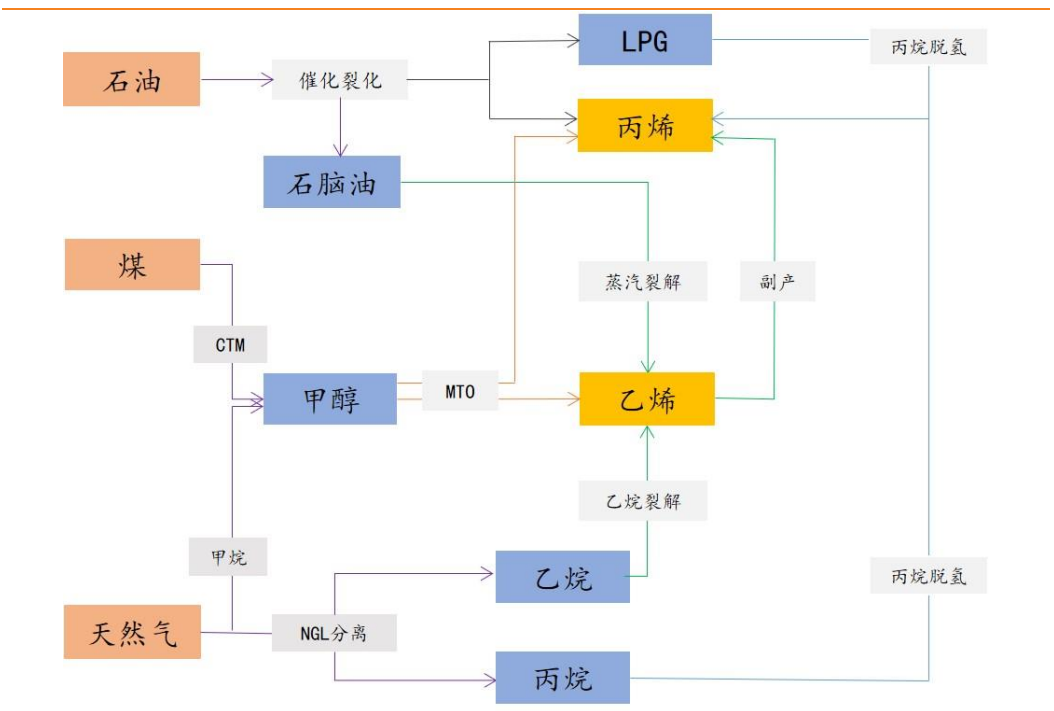 LPG
丙烷脱氢
石油
催化裂化
丙烯
石脑油
煤
蒸汽裂解
副产
CTM
甲醇
MTO
乙烯
乙烷裂解
甲烷
乙烷
丙烷脱氢
天然气
NGL分离
丙烷